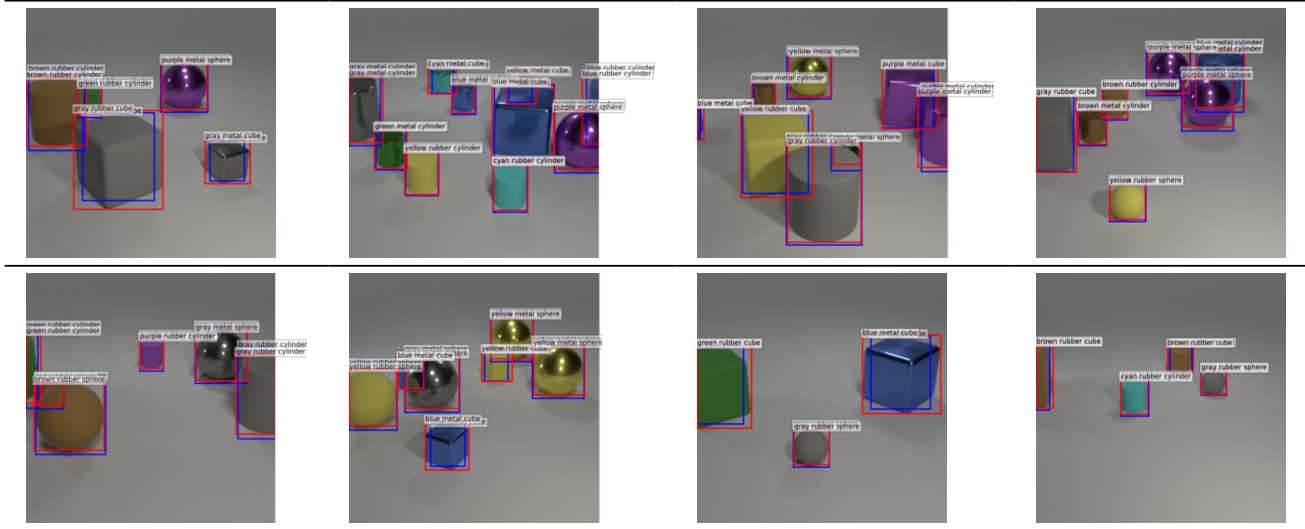 brown rubber cylinder
brown rubber cylinder
green rubber cylinder
purple metal sphere
gray rubber cube
gray metal cube
gray metal cylinder
gray metal cylinder
cyan metal cube
blue metal
yellow metal cube
blue metal cube
blue rubber cylinder
blue rubber cylinder
purple metal sphere
green metal cylinder
yellow rubber cylinder
cyan rubber cylinder
yellow metal sphere
brown metal cylinder
purple metal cube
purple metal cylinder
blue metal cube
yellow rubber cube
gray rubber cylinder
metal sphere
purple metal sphere
blue metal cylinder
purple metal sphere
brown rubber cylinder
gray rubber cube
brown metal cylinder
yellow rubber sphere
green rubber cylinder
green rubber cylinder
purple rubber cylinder
gray metal sphere
gray rubber cylinder
gray rubber cylinder
brown rubber sphere
yellow metal sphere
gray metal sphere
blue metal cube
yellow rubber cube
yellow metal sphere
yellow rubber sphere
blue metal cube
green rubber cube
blue metal cube
gray rubber sphere
brown rubber cube
brown rubber cube
cyan rubber cylinder
gray rubber sphere